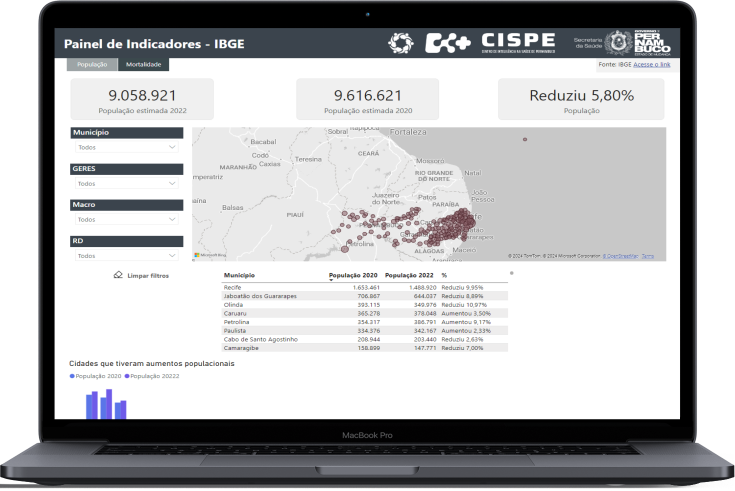 Painel de Indicadores - IBGE
CISPE
Secretaria da Saúde
GOVERNO DE
PER
NAM
BUCO
ESTADO DE MUDANÇA
População
Mortalidade
Fonte: IBGE Acesse o link
9.058.921
População estimada 2022
9.616.621
População estimada 2020
Reduziu 5,80%
População
Município
Todos
GERES
Todos
Macro
Todos
RD
Todos
Limpar filtros
Sobral
Fortaleza
Bacabal
Codó
Caxias
Teresina
CEARÁ
MARANHÃO
Mossoró
RIO GRANDE
DO NORTE
Natal
mperatriz
Juazeiro
do Norte
Patos
João
Pessoa
PARAÍBA
Balsas
PIAUÍ
Petrolina
ALAGOAS
Maceió
Microsoft Bing
© 2024 TomTom, © 2024 Microsoft Corporation, © OpenStreetMap Terms
Município População 2020 População 2022 %
Recife 1.653.461 1.488.920 Reduziu 9,95%
Jaboatão dos Guararapes 706.867 644.037 Reduziu 8,89%
Olinda 393.115 349.976 Reduziu 10,97%
Caruaru 365.278 378.048 Aumentou 3,50%
Petrolina 354.317 386.791 Aumentou 9,17%
Paulista 334.376 342.167 Aumentou 2,33%
Cabo de Santo Agostinho 208.944 203.440 Reduziu 2,63%
Camaragibe 158.899 147.771 Reduziu 7,00%
Cidades que tiveram aumentos populacionais
População 2020 População 20222
MacBook Pro